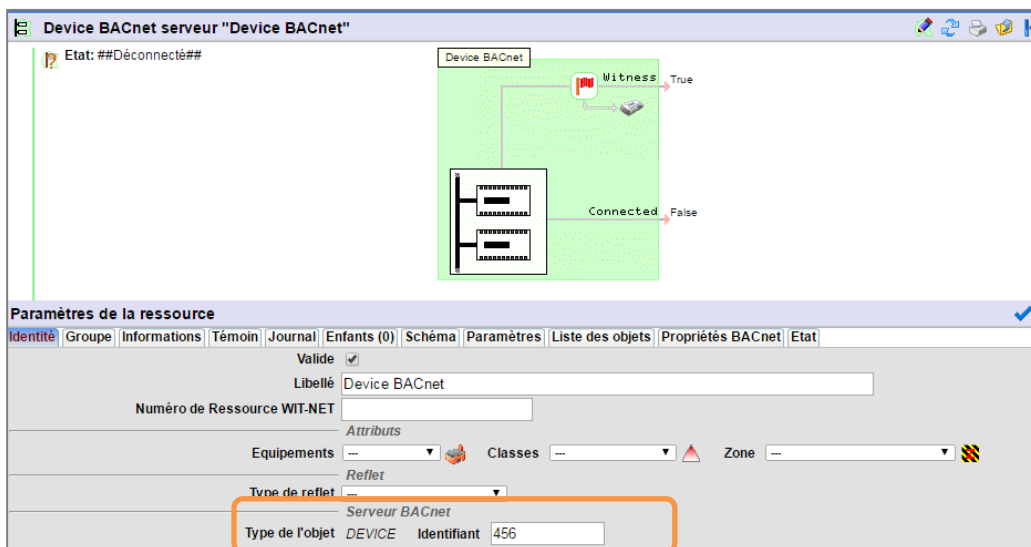 Device BACnet serveur "Device BACnet"
Etat: ##Déconnecté##
Device BACnet
Witness True
Connected False
Paramètres de la ressource
Identité Groupe Informations Témoin Journal Enfants (0) Schéma Paramètres Liste des objets Propriétés BACnet Etat
Valide
Libellé Device BACnet
Numéro de Ressource WIT-NET
Attributs
Equipements --- Classes --- Zone ---
Reflet
Type de reflet ---
Serveur BACnet
Type de l'objet DEVICE Identifiant 456